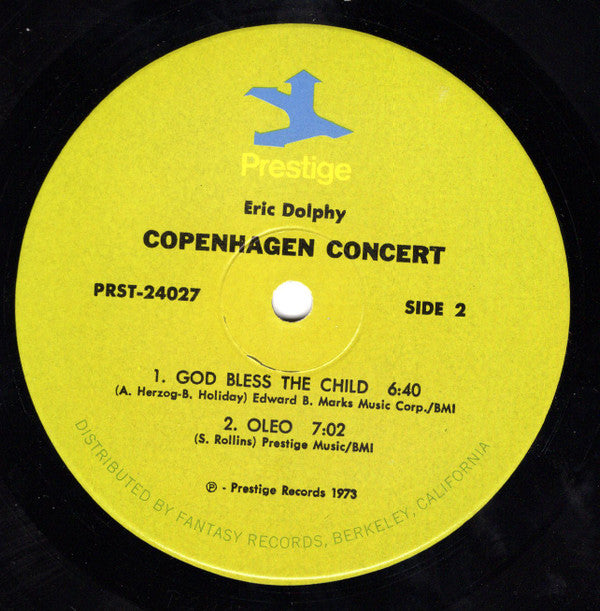 Prestige
Eric Dolphy
COPENHAGEN CONCERT
PRST-24027
SIDE 2
1. GOD BLESS THE CHILD 6:40
(A. Herzog-B. Holiday) Edward B. Marks Music Corp./BMI
2. OLEO 7:02
(S. Rollins) Prestige Music/BMI
℗ - Prestige Records 1973
DISTRIBUTED BY FANTASY RECORDS, BERKELEY, CALIFORNIA